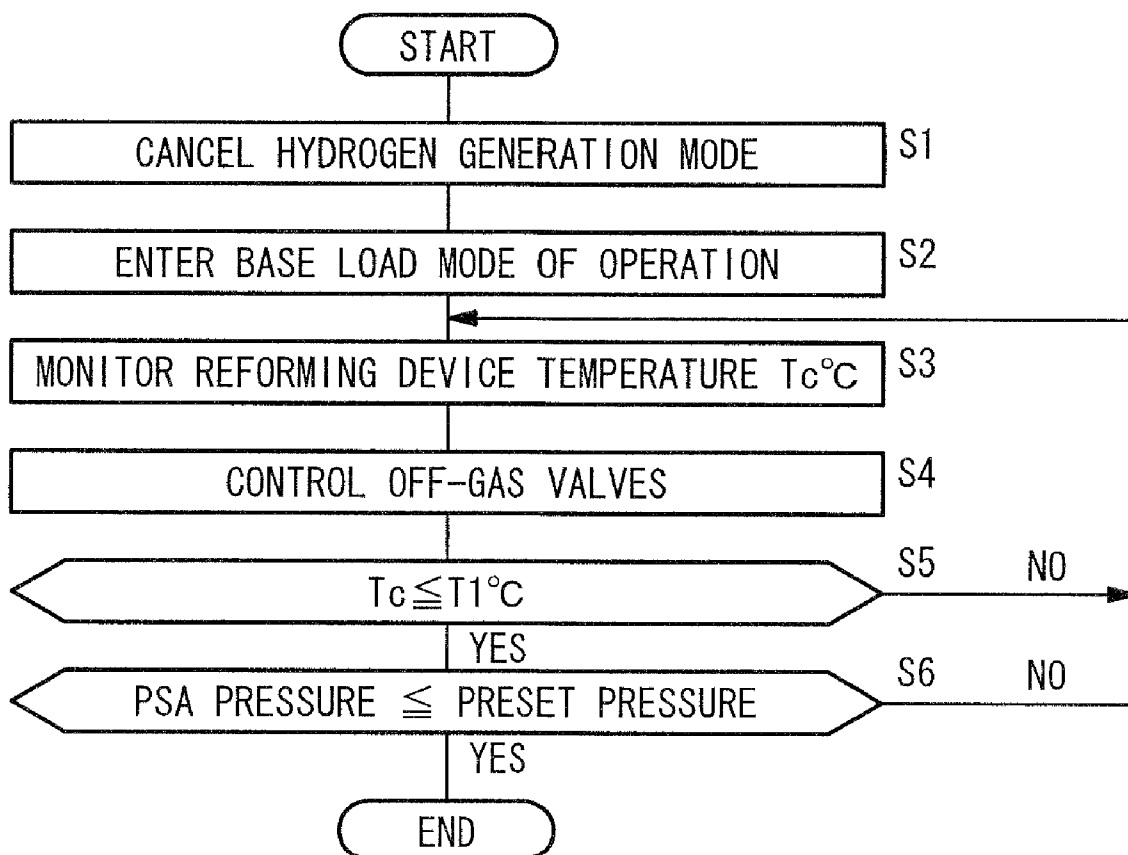 START
CANCEL HYDROGEN GENERATION MODE S1
ENTER BASE LOAD MODE OF OPERATION S2
MONITOR REFORMING DEVICE TEMPERATURE Tc℃ S3
CONTROL OFF-GAS VALVES S4
Tc≦T1℃ S5 NO
YES
PSA PRESSURE ≦ PRESET PRESSURE S6 NO
YES
END